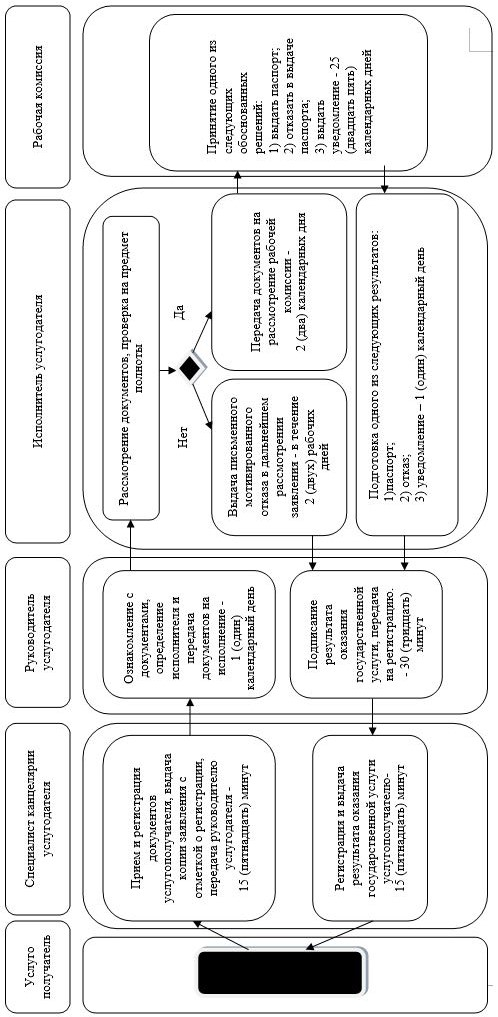 Услуго
получатель
Специалист канцелярии
услугодателя
Руководитель
услугодателя
Исполнитель услугодателя
Рабочая комиссия
Прием и регистрация
документов
услугополучателя, выдача
копии заявления с
отметкой о регистрации,
передача руководителю
услугодателя -
15 (пятнадцать) минут
Ознакомление с
документами,
определение
исполнителя и
передача
документов на
исполнение -
1 (один)
календарный день
Рассмотрение документов, проверка на предмет
полноты
Нет
Да
Выдача письменного
мотивированного
отказа в дальнейшем
рассмотрении
заявления - в течение
2 (двух) рабочих
дней
Передача документов на
рассмотрение рабочей
комиссии -
2 (два) календарных дня
Принятие одного из
следующих
обоснованных
решений:
1) выдать паспорт;
2) отказать в выдаче
паспорта;
3) выдать
уведомление - 25
(двадцать пять)
календарных дней
Подготовка одного из следующих результатов:
1)паспорт;
2) отказ;
3) уведомление – 1 (один) календарный день
Подписание
результата
оказания
государственной
услуги, передача
на регистрацию.
- 30 (тридцать)
минут
Регистрация и выдача
результата оказания
государственной услуги
услугополучателю-
15 (пятнадцать) минут